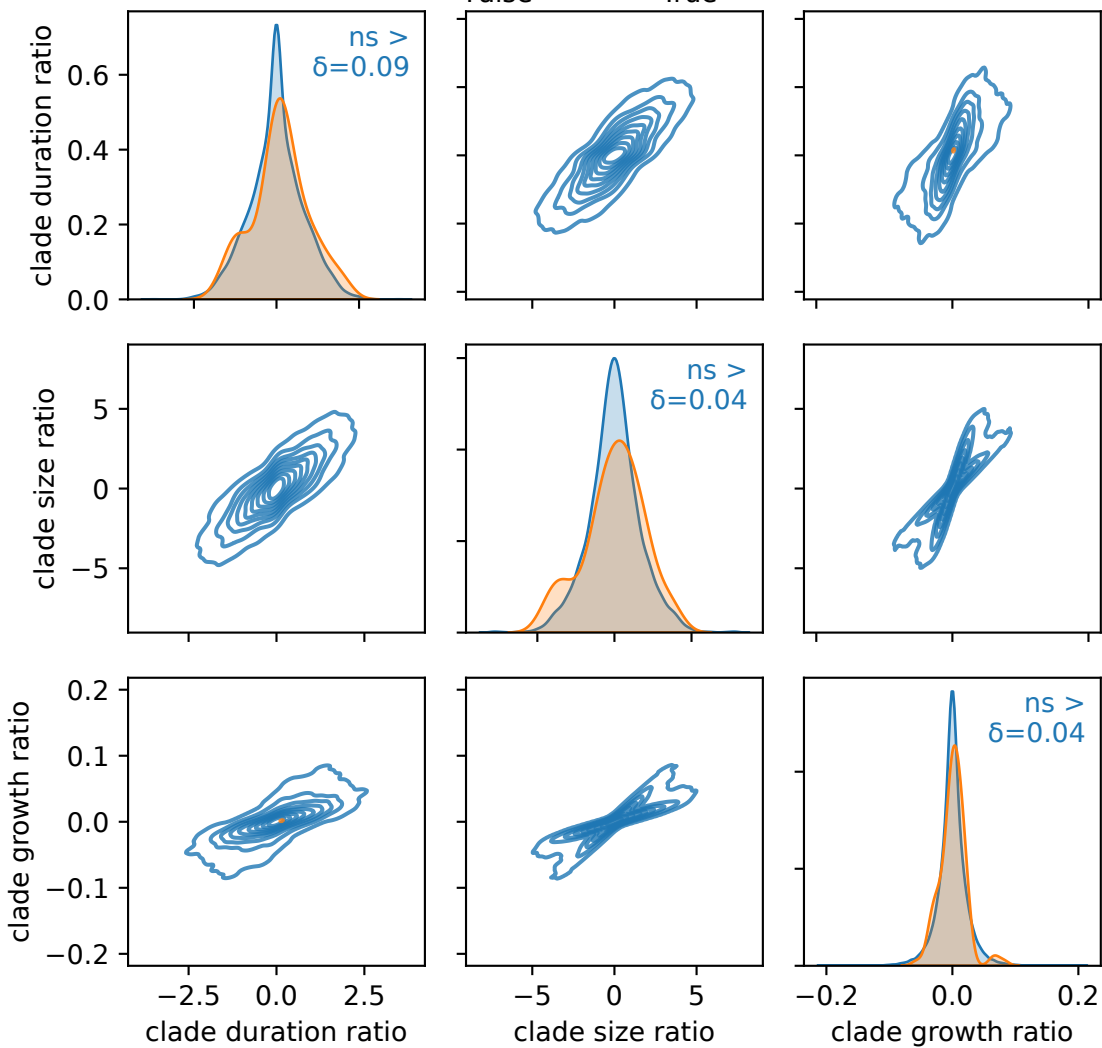 True
clade duration ratio
0.6
0.4
0.2
0.0
ns >
δ=0.09
clade size ratio
5
0
−5
ns >
δ=0.04
clade growth ratio
0.2
0.1
0.0
−0.1
−0.2
ns >
δ=0.04
−2.5
0.0
2.5
−5
0
5
−0.2
0.0
0.2
clade duration ratio
clade size ratio
clade growth ratio